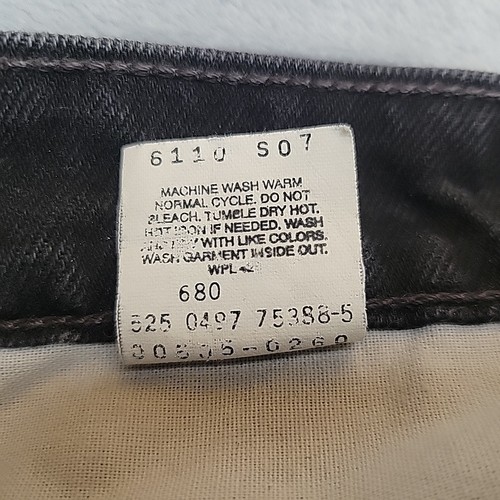 6110 S07
MACHINE WASH WARM
NORMAL CYCLE. DO NOT
BLEACH. TUMBLE DRY HOT.
HOT IRON IF NEEDED. WASH
WITH LIKE COLORS.
WASH GARMENT INSIDE OUT.
WPL
680
525 0497 75388-5